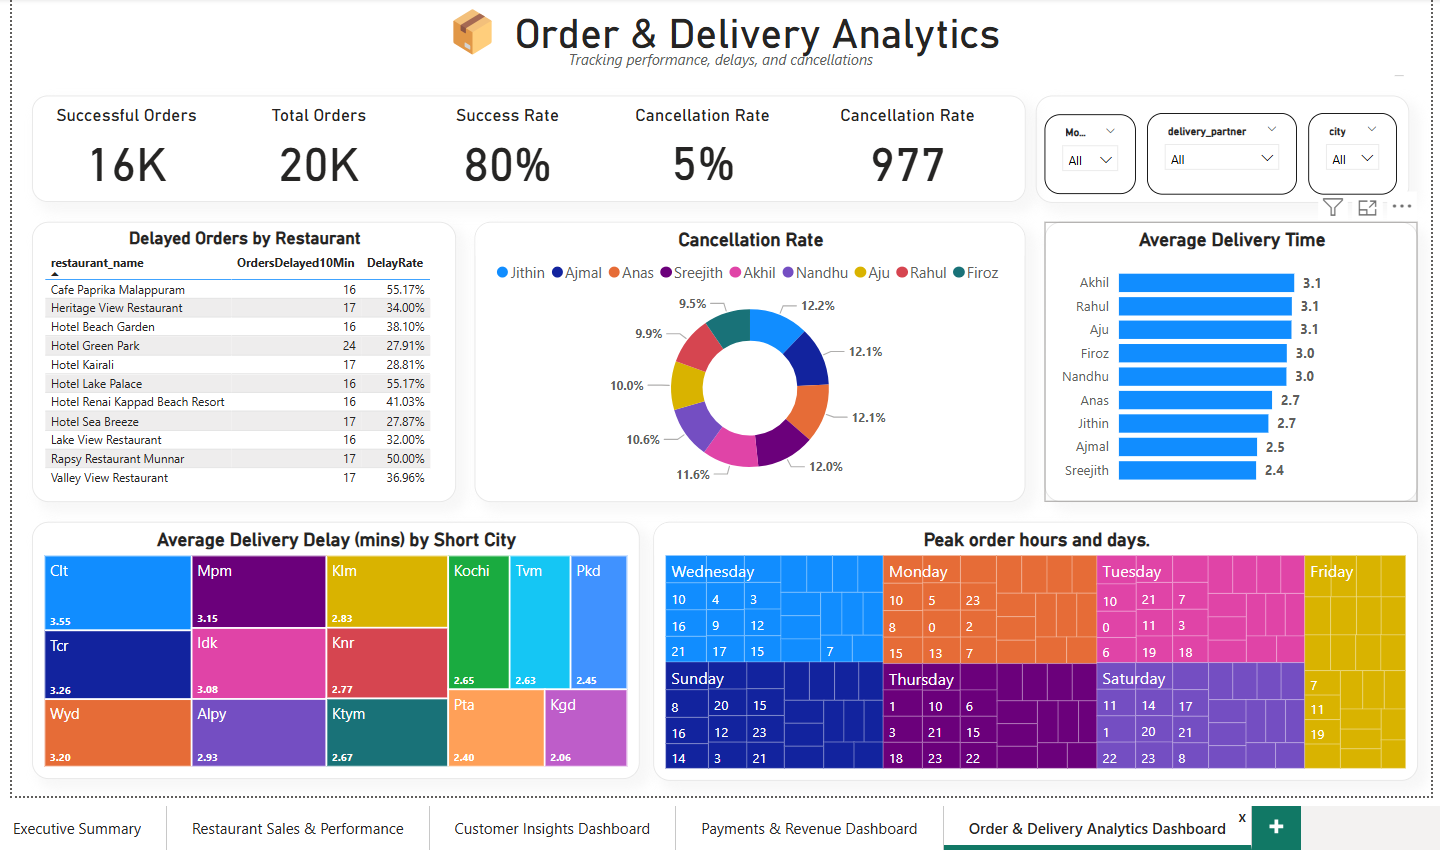 Order & Delivery Analytics
Tracking performance, delays, and cancellations
Successful Orders
16K
Total Orders
20K
Success Rate
80%
Cancellation Rate
5%
Cancellation Rate
977
Mo...
All
delivery_partner
All
city
All
Delayed Orders by Restaurant
restaurant_name OrdersDelayed10Min DelayRate
Cafe Paprika Malappuram 16 55.17%
Heritage View Restaurant 17 34.00%
Hotel Beach Garden 16 38.10%
Hotel Green Park 24 27.91%
Hotel Kairali 17 28.81%
Hotel Lake Palace 16 55.17%
Hotel Renai Kappad Beach Resort 16 41.03%
Hotel Sea Breeze 17 27.87%
Lake View Restaurant 16 32.00%
Rapsy Restaurant Munnar 17 50.00%
Valley View Restaurant 16 36.96%
Cancellation Rate
Jithin Ajmal Anas Sreejith Akhil Nandhu Aju Rahul Firoz
9.5% 12.2%
9.9% 12.1%
10.0%
12.1%
10.6%
11.6% 12.0%
Average Delivery Time
Akhil 3.1
Rahul 3.1
Aju 3.1
Firoz 3.0
Nandhu 3.0
Anas 2.7
Jithin 2.7
Ajmal 2.5
Sreejith 2.4
Average Delivery Delay (mins) by Short City
Clt
3.55
Tcr
3.26
Wyd
3.20
Mpm
3.15
Idk
3.08
Alpy
2.93
Klm
2.83
Knr
2.77
Ktym
2.67
Kochi
2.65
Tvm
2.63
Pkd
2.45
Pta
2.40
Kgd
2.06
Peak order hours and days.
Wednesday
10 4 3
16 9 12
21 17 15 7
Sunday
8 20 15
16 12 23
14 3 21
Monday
10 5 23
8 0 2
15 13 7
Thursday
1 10 6
3 21 15
18 23 22
Tuesday
10 21 7
0 11 3
6 19 18
Saturday
11 14 17
1 20 21
22 23 8
Friday
7
11
19
Executive Summary
Restaurant Sales & Performance
Customer Insights Dashboard
Payments & Revenue Dashboard
Order & Delivery Analytics Dashboard
x
+